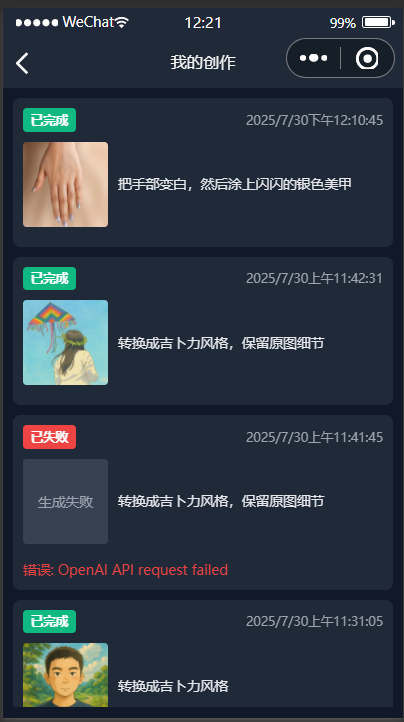 WeChat
12:21
99%
我的创作
已完成
2025/7/30下午12:10:45
把手部变白，然后涂上闪闪的银色美甲
已完成
2025/7/30上午11:42:31
转换成吉卜力风格，保留原图细节
已失败
2025/7/30上午11:41:45
生成失败
转换成吉卜力风格，保留原图细节
错误: OpenAI API request failed
已完成
2025/7/30上午11:31:05
转换成吉卜力风格